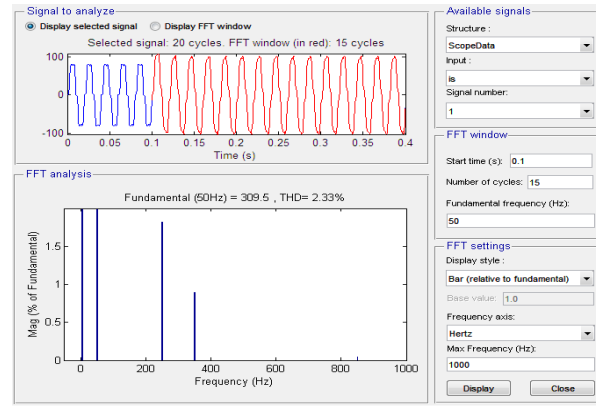 Signal to analyze
Display selected signal Display FFT window
Selected signal: 20 cycles. FFT window (in red): 15 cycles
100
0
-100
0 0.05 0.1 0.15 0.2 0.25 0.3 0.35 0.4
Time (s)
FFT analysis
Fundamental (50Hz) = 309.5 , THD= 2.33%
Mag (% of Fundamental)
1.5
1
0.5
0
0 200 400 600 800 1000
Frequency (Hz)
Available signals
Structure :
ScopeData
Input :
is
Signal number:
1
FFT window
Start time (s): 0.1
Number of cycles: 15
Fundamental frequency (Hz):
50
FFT settings
Display style :
Bar (relative to fundamental)
Base value: 1.0
Frequency axis:
Hertz
Max Frequency (Hz):
1000
Display Close